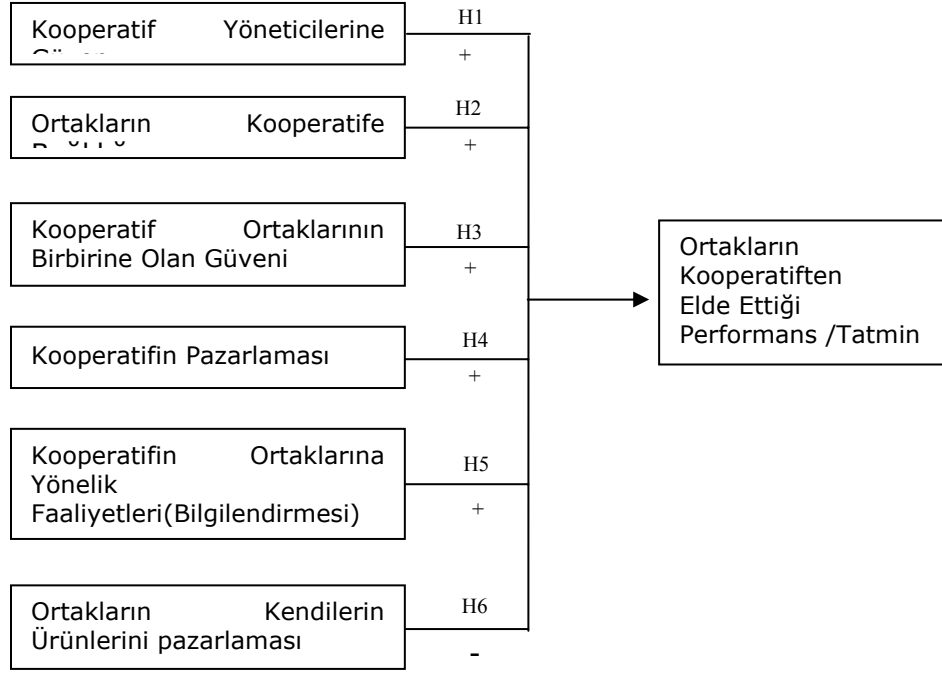 Kooperatif Yöneticilerine
H1
+
Ortakların Kooperatife
H2
+
Kooperatif Ortaklarının
Birbirine Olan Güveni
H3
+
Kooperatifin Pazarlaması
H4
+
Kooperatifin Ortaklarına
Yönelik
Faaliyetleri(Bilgilendirmesi)
H5
+
Ortakların Kendilerin
Ürünlerini pazarlaması
H6
-
Ortakların
Kooperatiften
Elde Ettiği
Performans /Tatmin